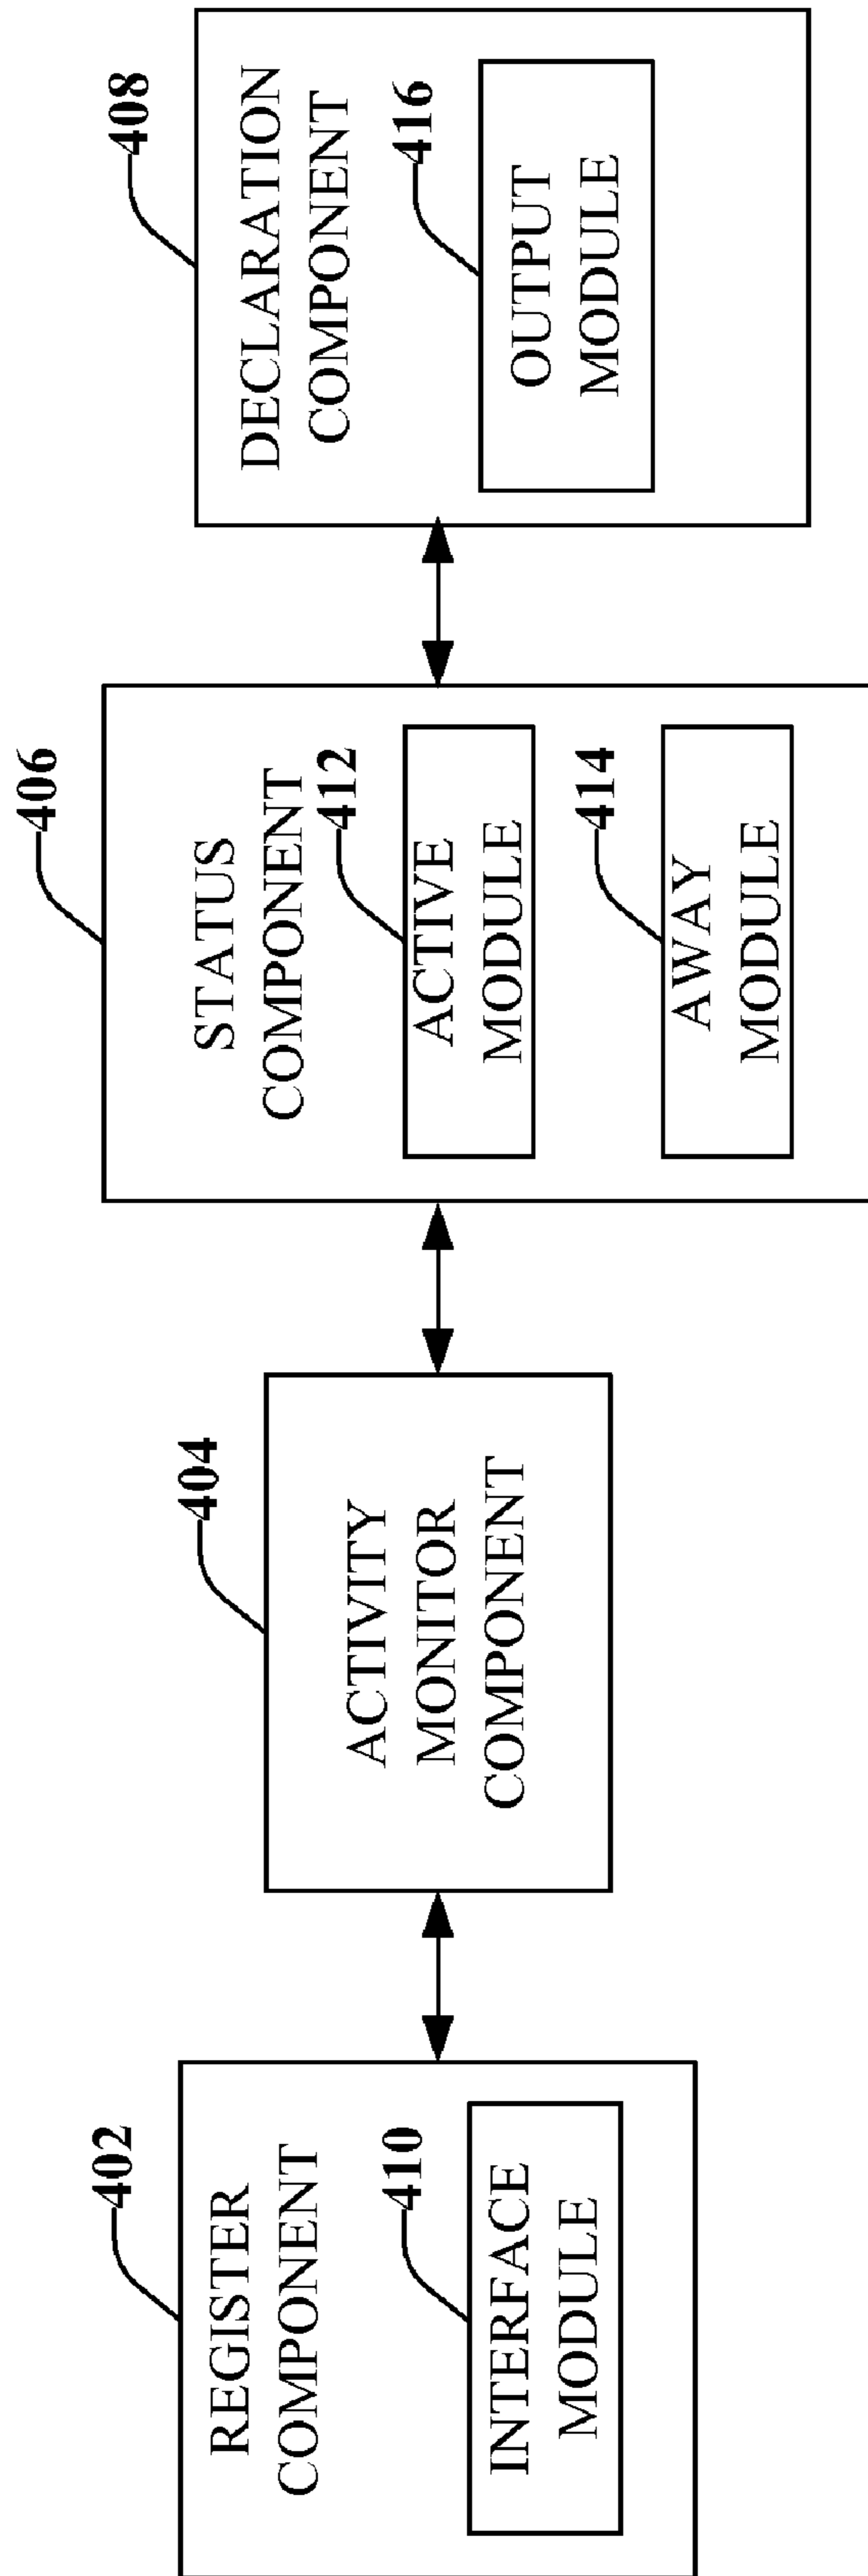 402
REGISTER
COMPONENT
410
INTERFACE
MODULE
404
ACTIVITY
MONITOR
COMPONENT
406
STATUS
COMPONENT
412
ACTIVE
MODULE
414
AWAY
MODULE
408
DECLARATION
COMPONENT
416
OUTPUT
MODULE